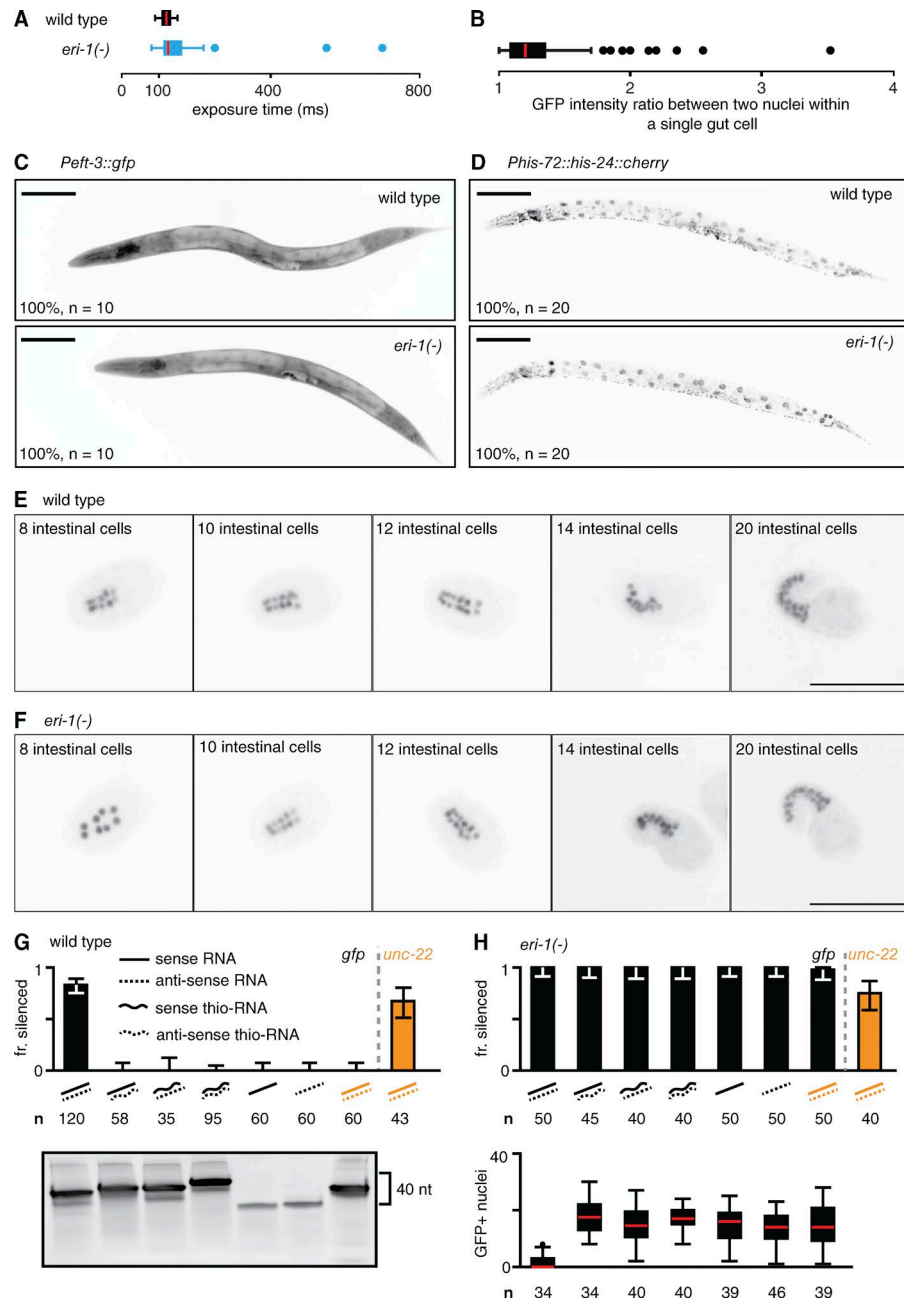 A
wild type
eri-1(-)
0 100 400 800
exposure time (ms)
B
1 2 3 4
GFP intensity ratio between two nuclei within
a single gut cell
C Peft-3::gfp
wild type
100%, n = 10
eri-1(-)
100%, n = 10
D Phis-72::his-24::cherry
wild type
100%, n = 20
eri-1(-)
100%, n = 20
E wild type
8 intestinal cells 10 intestinal cells 12 intestinal cells 14 intestinal cells 20 intestinal cells
F eri-1(-)
8 intestinal cells 10 intestinal cells 12 intestinal cells 14 intestinal cells 20 intestinal cells
G wild type
sense RNA
anti-sense RNA
sense thio-RNA
anti-sense thio-RNA
gfp unc-22
1
fr. silenced
0
n 120 58 35 95 60 60 60 43
40 nt
H eri-1(-)
gfp unc-22
1
fr. silenced
0
n 50 45 40 40 50 50 50 40
40
GFP+ nuclei
0
n 34 34 40 40 39 46 39